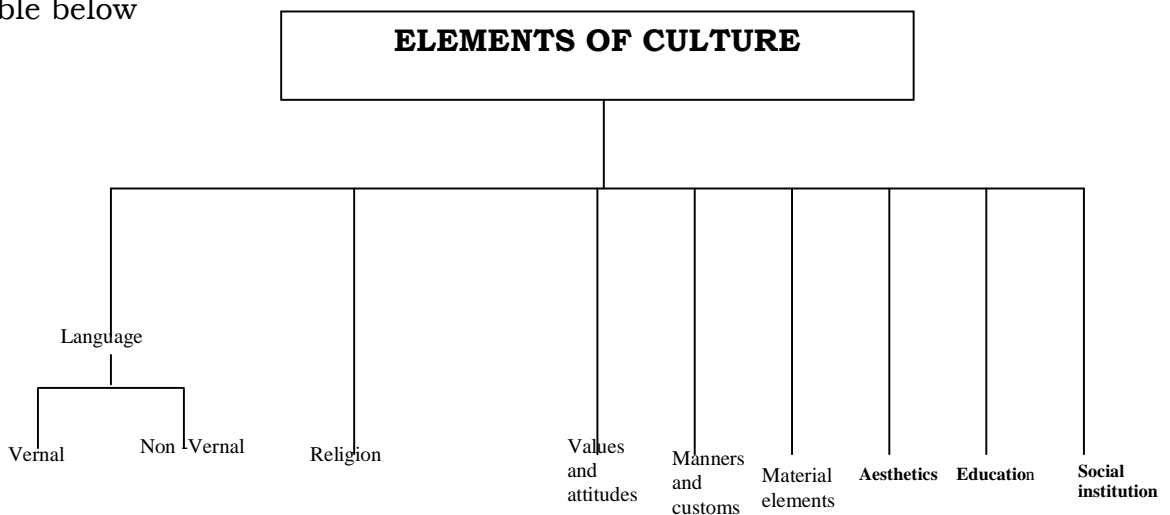 ble below
ELEMENTS OF CULTURE
Language
Vernal
Non -Vernal
Religion
Values
and
attitudes
Manners
and
customs
Material
elements
Aesthetics
Education
Social
institution